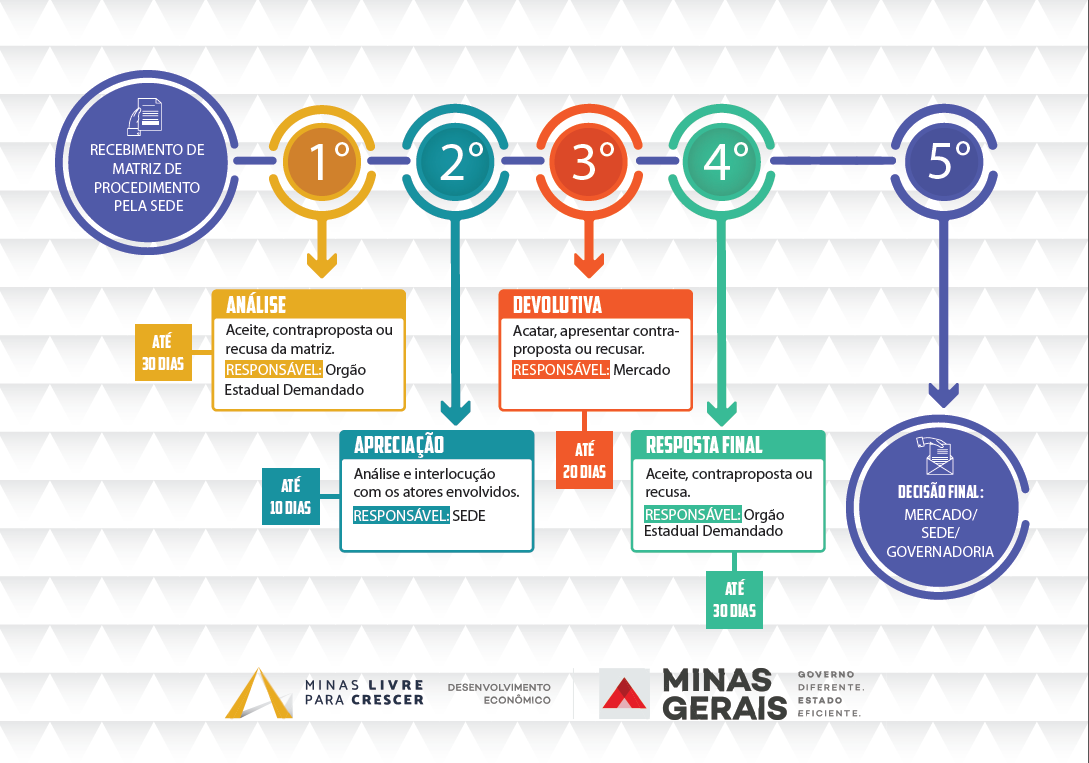 RECEBIMENTO DE
MATRIZ DE
PROCEDIMENTO
PELA SEDE
1°
2°
3°
4°
5°
ANÁLISE
Aceite, contraproposta ou
recusa da matriz.
RESPONSÁVEL: Orgão
Estadual Demandado
ATÉ
30 DIAS
APRECIAÇÃO
Análise e interlocução
com os atores envolvidos.
RESPONSÁVEL: SEDE
ATÉ
10 DIAS
DEVOLUTIVA
Acatar, apresentar contra-
proposta ou recusar.
RESPONSÁVEL: Mercado
ATÉ
20 DIAS
RESPOSTA FINAL
Aceite, contraproposta ou
recusa.
RESPONSÁVEL: Orgão
Estadual Demandado
ATÉ
30 DIAS
DECISÃO FINAL:
MERCADO/
SEDE/
GOVERNADORIA
MINAS LIVRE
PARA CRESCER
DESENVOLVIMENTO
ECONÔMICO
MINAS
GERAIS
GOVERNO
DIFERENTE.
ESTADO
EFICIENTE.